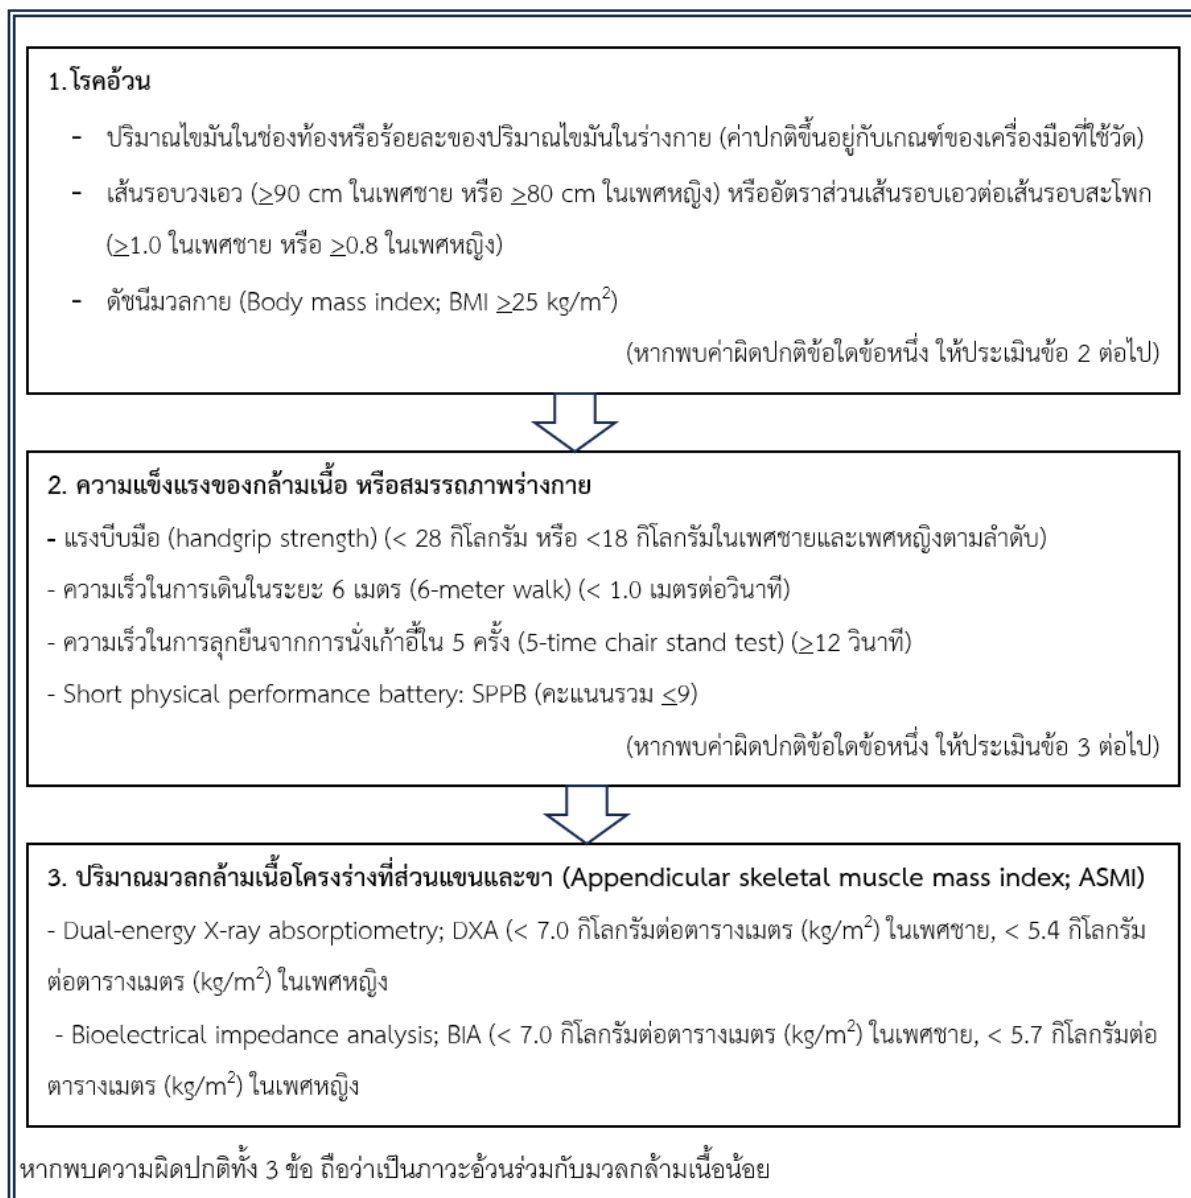 1. โรคอ้วน
- ปริมาณไขมันในช่องท้องหรือร้อยละของปริมาณไขมันในร่างกาย (ค่าปกติขึ้นอยู่กับเกณฑ์ของเครื่องมือที่ใช้วัด)
- เส้นรอบวงเอว (≥90 cm ในเพศชาย หรือ ≥80 cm ในเพศหญิง) หรืออัตราส่วนเส้นรอบเอวต่อเส้นรอบสะโพก
(≥1.0 ในเพศชาย หรือ ≥0.8 ในเพศหญิง)
- ดัชนีมวลกาย (Body mass index; BMI ≥25 kg/m²)
(หากพบค่าผิดปกติข้อใดข้อหนึ่ง ให้ประเมินข้อ 2 ต่อไป)
2. ความแข็งแรงของกล้ามเนื้อ หรือสมรรถภาพร่างกาย
- แรงบีบมือ (handgrip strength) (< 28 กิโลกรัม หรือ <18 กิโลกรัมในเพศชายและเพศหญิงตามลำดับ)
- ความเร็วในการเดินในระยะ 6 เมตร (6-meter walk) (< 1.0 เมตรต่อวินาที)
- ความเร็วในการลุกยืนจากการนั่งเก้าอี้ใน 5 ครั้ง (5-time chair stand test) (≥12 วินาที)
- Short physical performance battery: SPPB (คะแนนรวม ≤9)
(หากพบค่าผิดปกติข้อใดข้อหนึ่ง ให้ประเมินข้อ 3 ต่อไป)
3. ปริมาณมวลกล้ามเนื้อโครงร่างที่ส่วนแขนและขา (Appendicular skeletal muscle mass index; ASMI)
- Dual-energy X-ray absorptiometry; DXA (< 7.0 กิโลกรัมต่อตารางเมตร (kg/m²) ในเพศชาย, < 5.4 กิโลกรัม
ต่อตารางเมตร (kg/m²) ในเพศหญิง
- Bioelectrical impedance analysis; BIA (< 7.0 กิโลกรัมต่อตารางเมตร (kg/m²) ในเพศชาย, < 5.7 กิโลกรัมต่อ
ตารางเมตร (kg/m²) ในเพศหญิง
หากพบความผิดปกติทั้ง 3 ข้อ ถือว่าเป็นภาวะอ้วนร่วมกับมวลกล้ามเนื้อน้อย